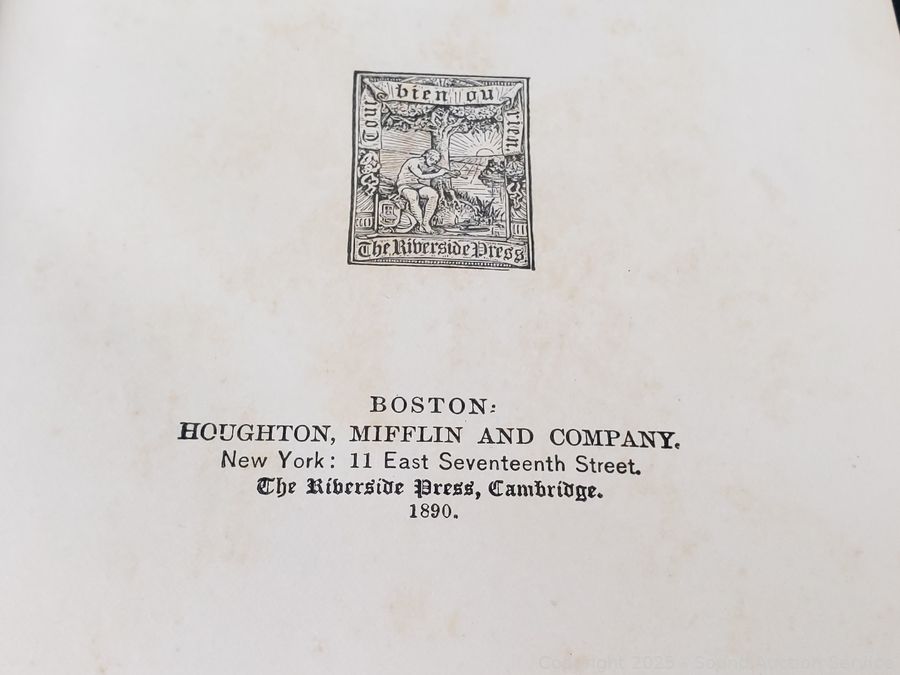 Tout bien ou rien.
The Riverside Press
BOSTON:
HOUGHTON, MIFFLIN AND COMPANY.
New York: 11 East Seventeenth Street.
The Riverside Press, Cambridge.
1890.
Copyright 2025 - Sound Auction Service